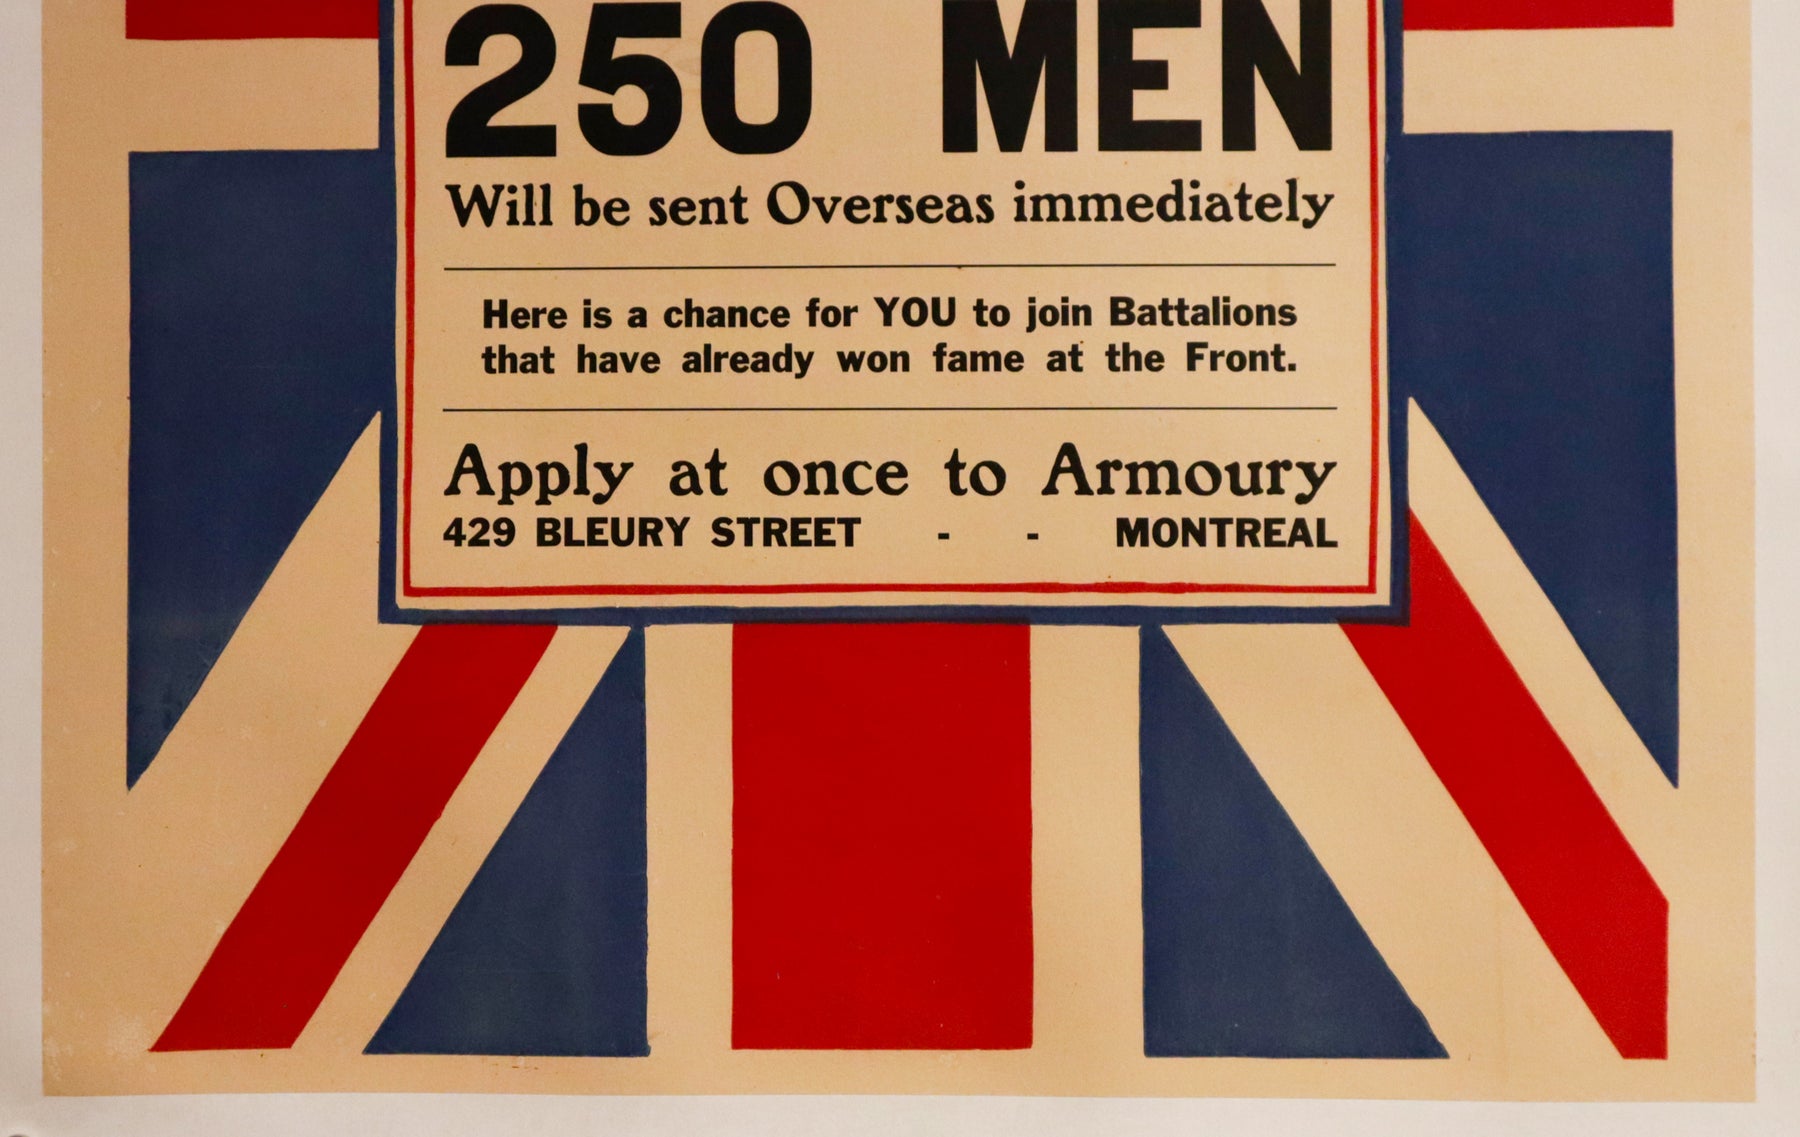 250 MEN
Will be sent Overseas immediately
Here is a chance for YOU to join Battalions
that have already won fame at the Front.
Apply at once to Armoury
429 BLEURY STREET - - MONTREAL